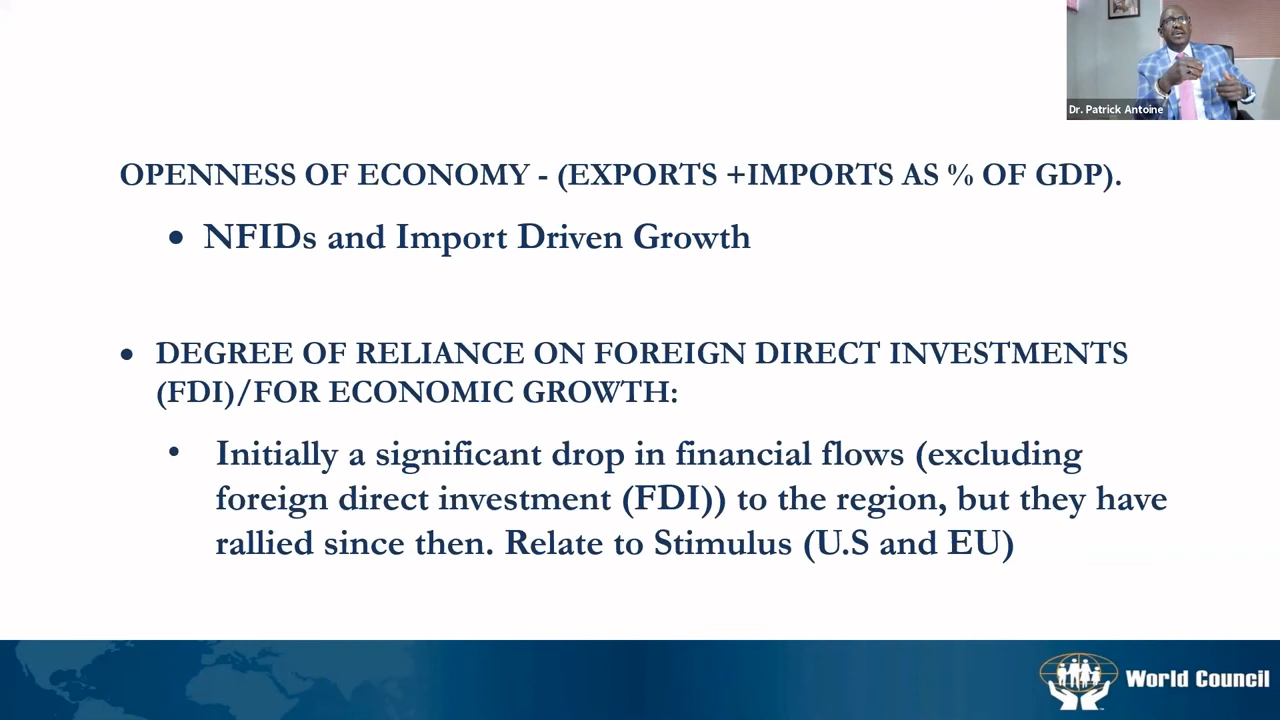 Dr. Patrick Antoine
OPENNESS OF ECONOMY - (EXPORTS +IMPORTS AS % OF GDP).
• NFIDs and Import Driven Growth
• DEGREE OF RELIANCE ON FOREIGN DIRECT INVESTMENTS
(FDI)/FOR ECONOMIC GROWTH:
• Initially a significant drop in financial flows (excluding
foreign direct investment (FDI)) to the region, but they have
rallied since then. Relate to Stimulus (U.S and EU)
World Council